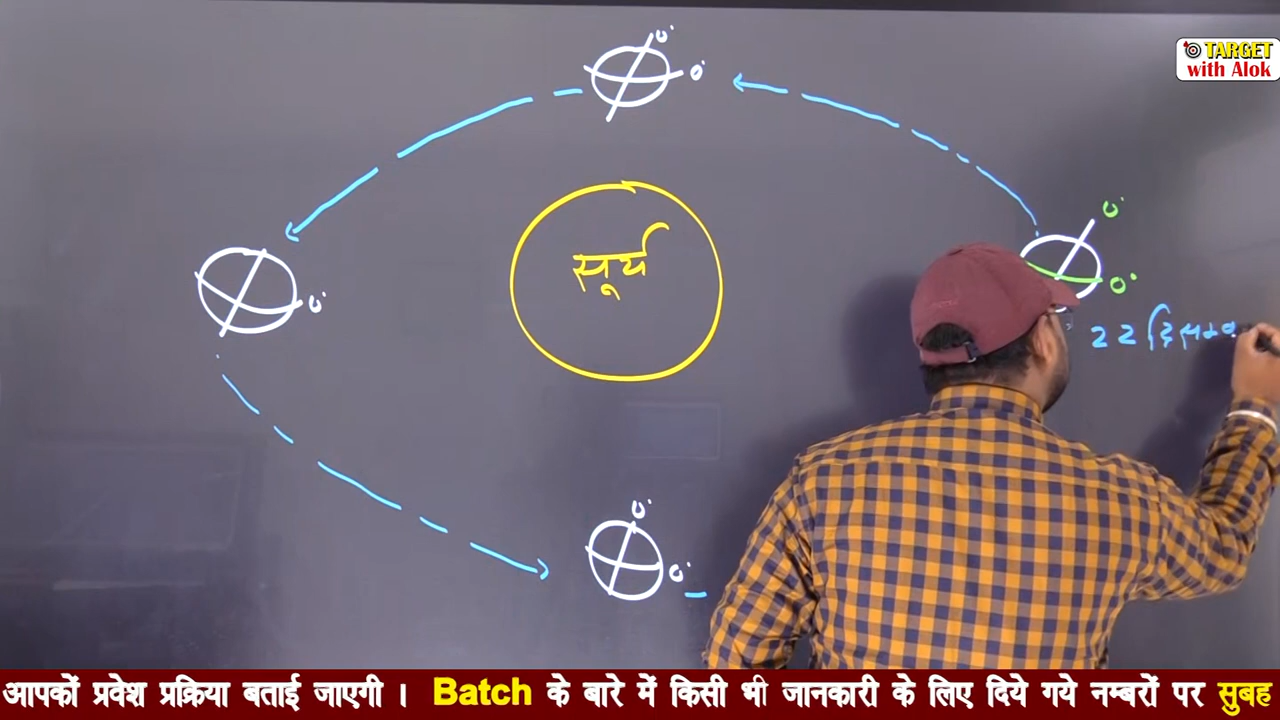 TARGET
with Alok
0°
0°
सूर्य
0°
0°
0°
22 दिसम्ब
0°
0°
आपकों प्रवेश प्रक्रिया बताई जाएगी । Batch के बारे में किसी भी जानकारी के लिए दिये गये नम्बरों पर सुबह